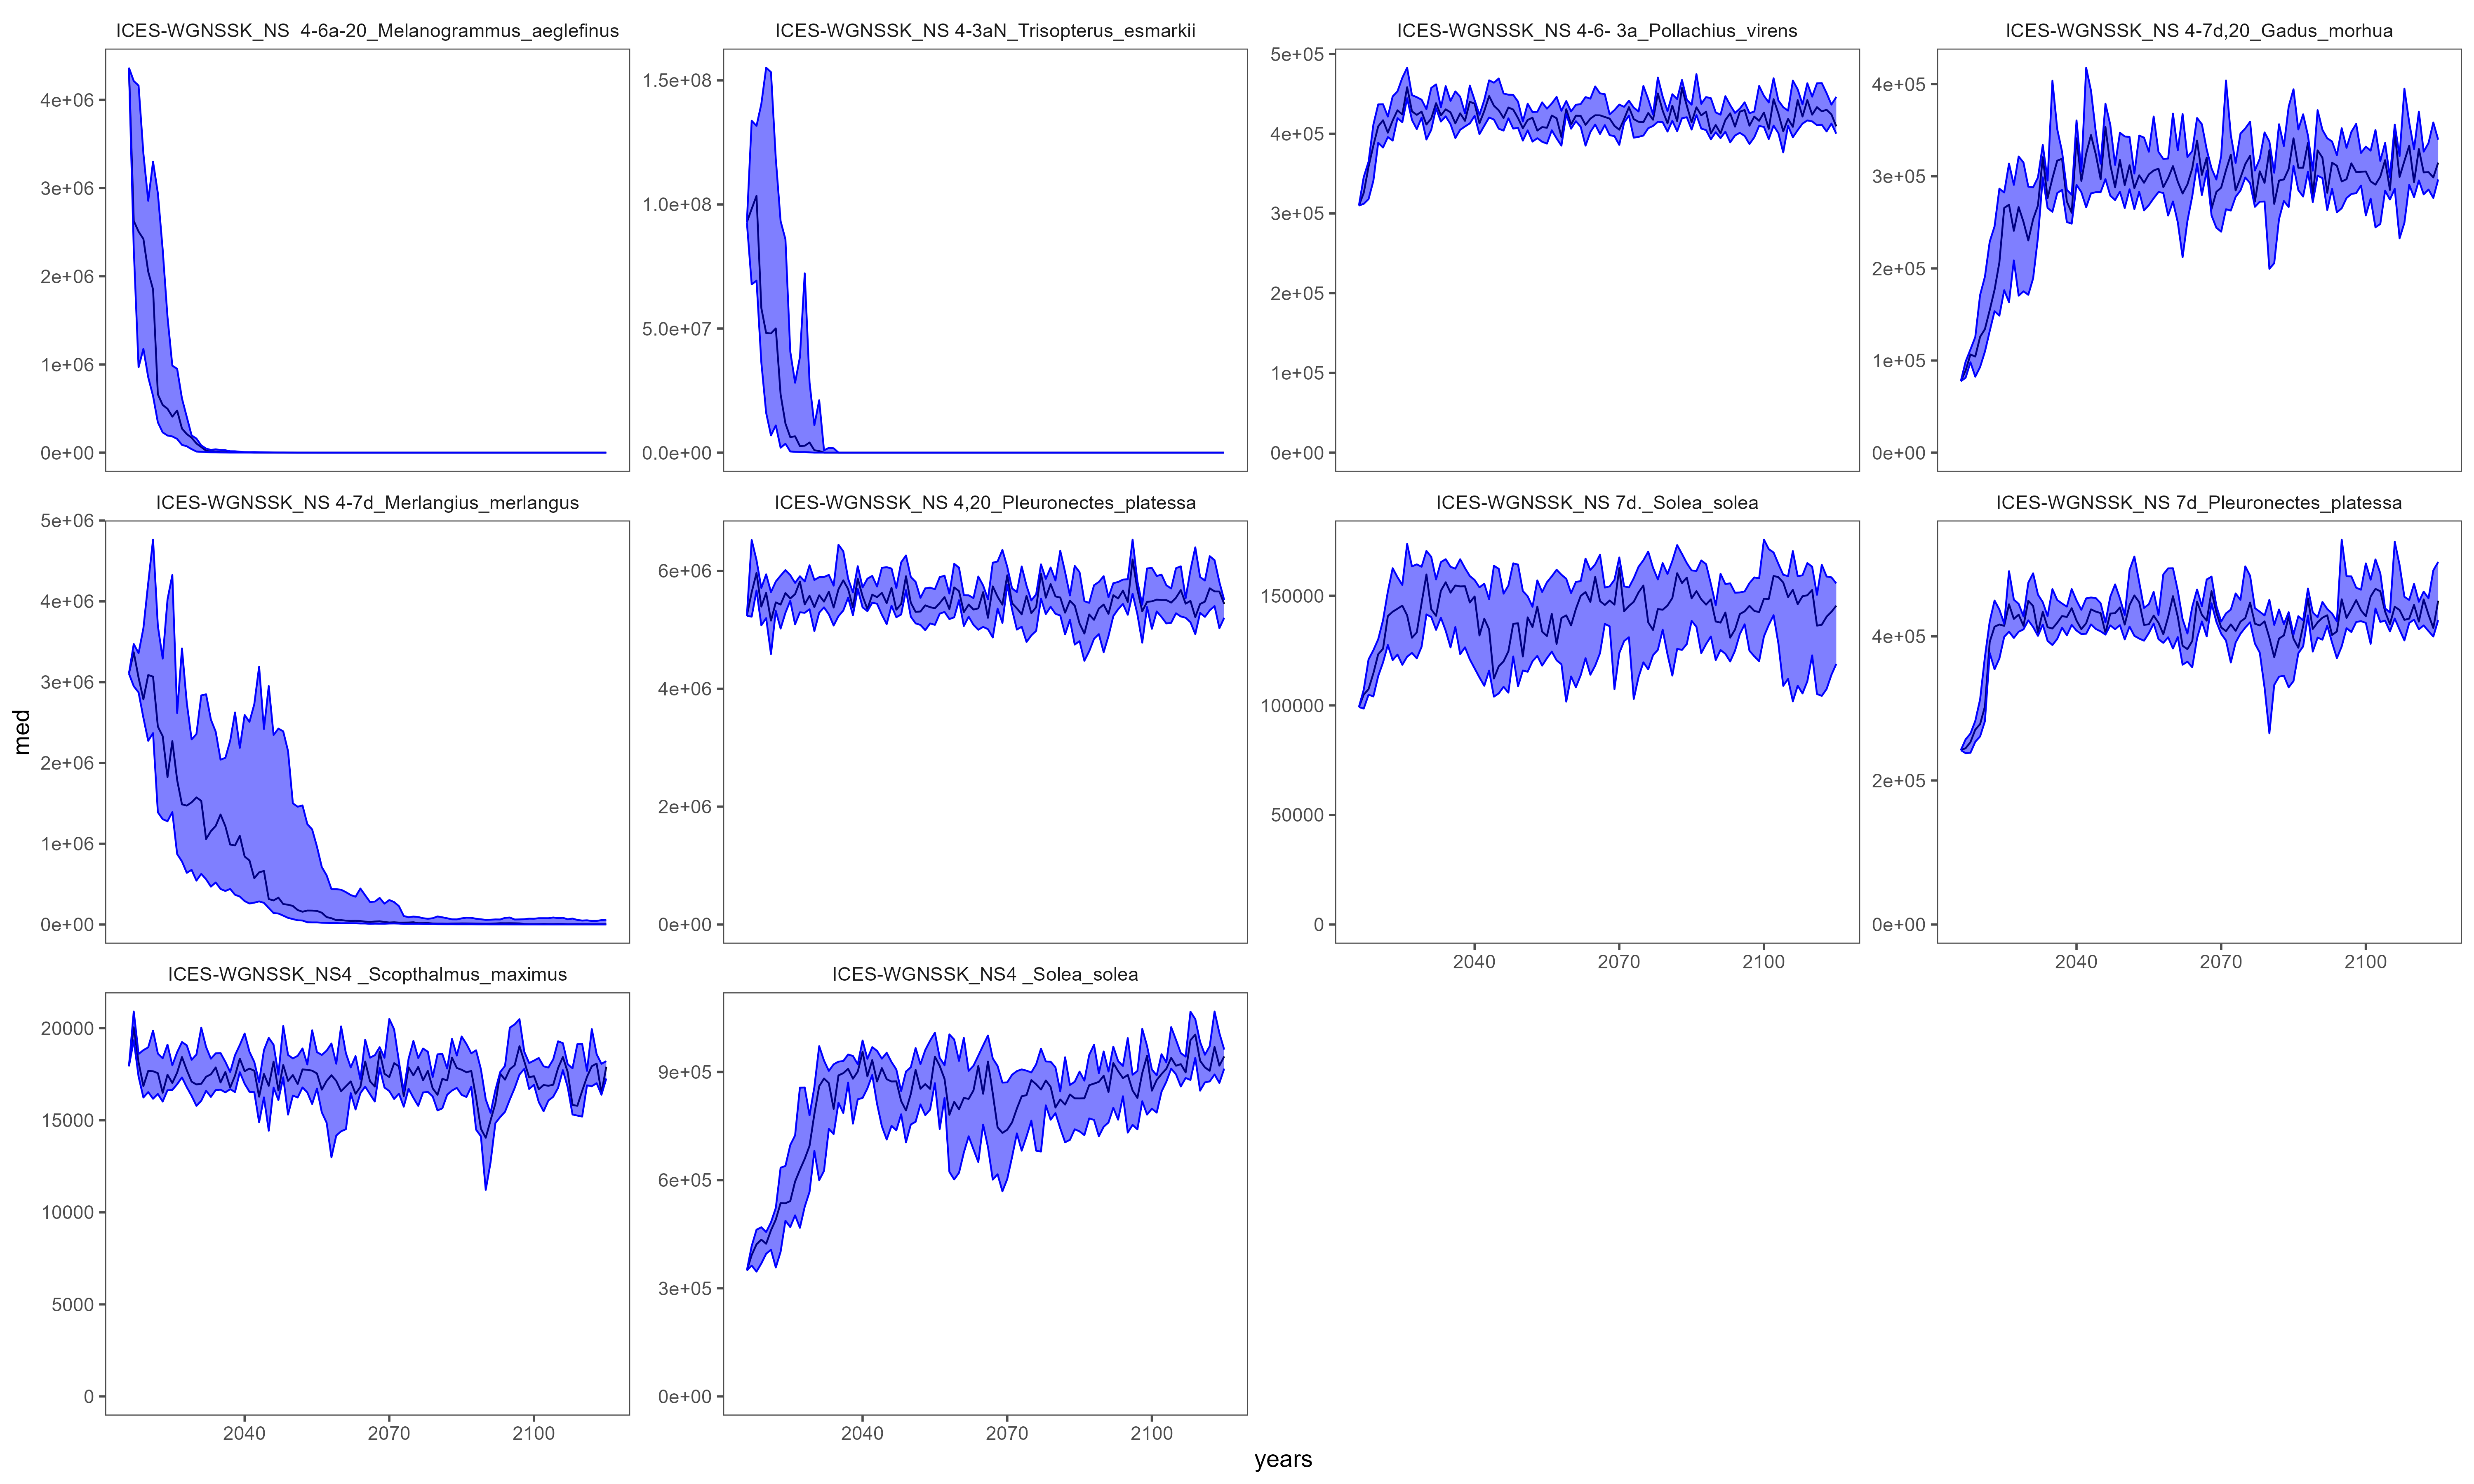 ICES-WGNSSK_NS  4-6a-20_Melanogrammus_aeglefinus
ICES-WGNSSK_NS 4-3aN_Trisopterus_esmarkii
ICES-WGNSSK_NS 4-6- 3a_Pollachius_virens
ICES-WGNSSK_NS 4-7d,20_Gadus_morhua
4e+06
3e+06
2e+06
1e+06
0e+00
1.5e+08
1.0e+08
5.0e+07
0.0e+00
5e+05
4e+05
3e+05
2e+05
1e+05
0e+00
4e+05
3e+05
2e+05
1e+05
0e+00
ICES-WGNSSK_NS 4-7d_Merlangius_merlangus
ICES-WGNSSK_NS 4,20_Pleuronectes_platessa
ICES-WGNSSK_NS 7d._Solea_solea
ICES-WGNSSK_NS 7d_Pleuronectes_platessa
med
5e+06
4e+06
3e+06
2e+06
1e+06
0e+00
6e+06
4e+06
2e+06
0e+00
150000
100000
50000
0
2040 2070 2100
4e+05
2e+05
0e+00
2040 2070 2100
ICES-WGNSSK_NS4 _Scopthalmus_maximus
ICES-WGNSSK_NS4 _Solea_solea
20000
15000
10000
5000
0
2040 2070 2100
9e+05
6e+05
3e+05
0e+00
2040 2070 2100
years